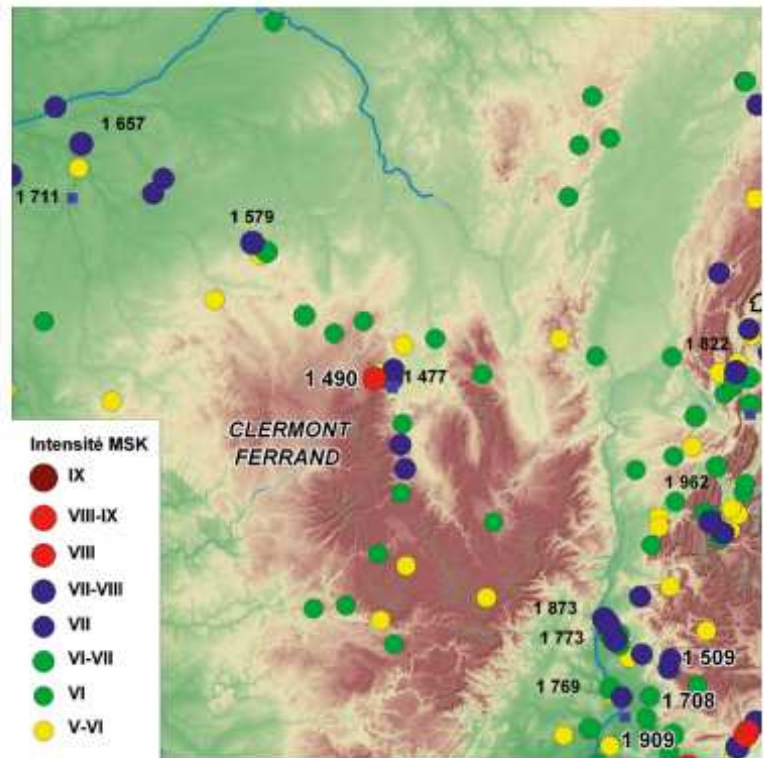 1 657
1 711
1 579
1 822
1 490
1 477
CLERMONT
FERRAND
Intensité MSK
IX
VIII-IX
VIII
VII-VIII
VII
VI-VII
VI
V-VI
1 962
1 873
1 773
1 509
1 769
1 708
1 909